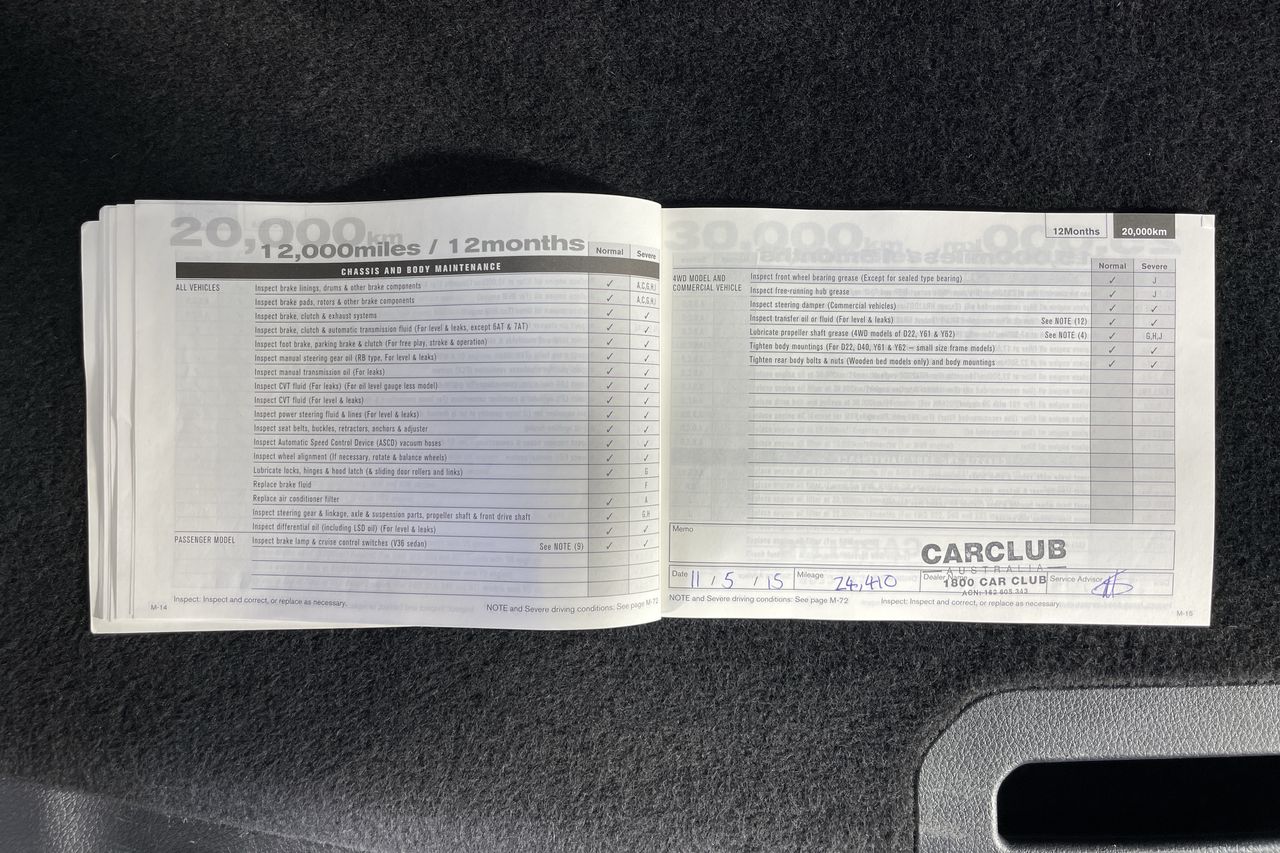 20,000km
12,000miles / 12months
Normal Severe
CHASSIS AND BODY MAINTENANCE
ALL VEHICLES
Inspect brake linings, drums & other brake components ✓ A,C,G,H,J
Inspect brake pads, rotors & other brake components ✓ A,C,G,H,J
Inspect brake, clutch & exhaust systems ✓ ✓
Inspect brake, clutch & automatic transmission fluid (For level & leaks, except 6AT & 7AT) ✓ ✓
Inspect foot brake, parking brake & clutch (For free play, stroke & operation) ✓ ✓
Inspect manual steering gear oil (RB type, For level & leaks) ✓ ✓
Inspect manual transmission oil (For leaks) ✓ ✓
Inspect CVT fluid (For leaks) (For oil level gauge less model) ✓ ✓
Inspect CVT fluid (For level & leaks) ✓ ✓
Inspect power steering fluid & lines (For level & leaks) ✓ ✓
Inspect seat belts, buckles, retractors, anchors & adjuster ✓ ✓
Inspect Automatic Speed Control Device (ASCD) vacuum hoses ✓ ✓
Inspect wheel alignment (If necessary, rotate & balance wheels) ✓ ✓
Lubricate locks, hinges & hood latch (& sliding door rollers and links) ✓ G
Replace brake fluid F
Replace air conditioner filter ✓ A
Inspect steering gear & linkage, axle & suspension parts, propeller shaft & front drive shaft ✓ G,H
Inspect differential oil (including LSD oil) (For level & leaks) ✓ ✓
PASSENGER MODEL Inspect brake lamp & cruise control switches (V36 sedan) See NOTE (9) ✓ ✓
M-14
Inspect: Inspect and correct, or replace as necessary.
NOTE and Severe driving conditions: See page M-72
12Months 20,000km
Normal Severe
4WD MODEL AND
COMMERCIAL VEHICLE
Inspect front wheel bearing grease (Except for sealed type bearing) ✓ J
Inspect free-running hub grease ✓ J
Inspect steering damper (Commercial vehicles) ✓ ✓
Inspect transfer oil or fluid (For level & leaks) See NOTE (12) ✓ ✓
Lubricate propeller shaft grease (4WD models of D22, Y61 & Y62) See NOTE (4) ✓ G,H,J
Tighten body mountings (For D22, D40, Y61 & Y62 – small size frame models) ✓ ✓
Tighten rear body bolts & nuts (Wooden bed models only) and body mountings ✓ ✓
Memo
CARCLUB
AUSTRALIA
1800 CAR CLUB
Date 11 / 5 / 15 Mileage 24,410 Service Advisor
NOTE and Severe driving conditions: See page M-72
Inspect: Inspect and correct, or replace as necessary.
M-15